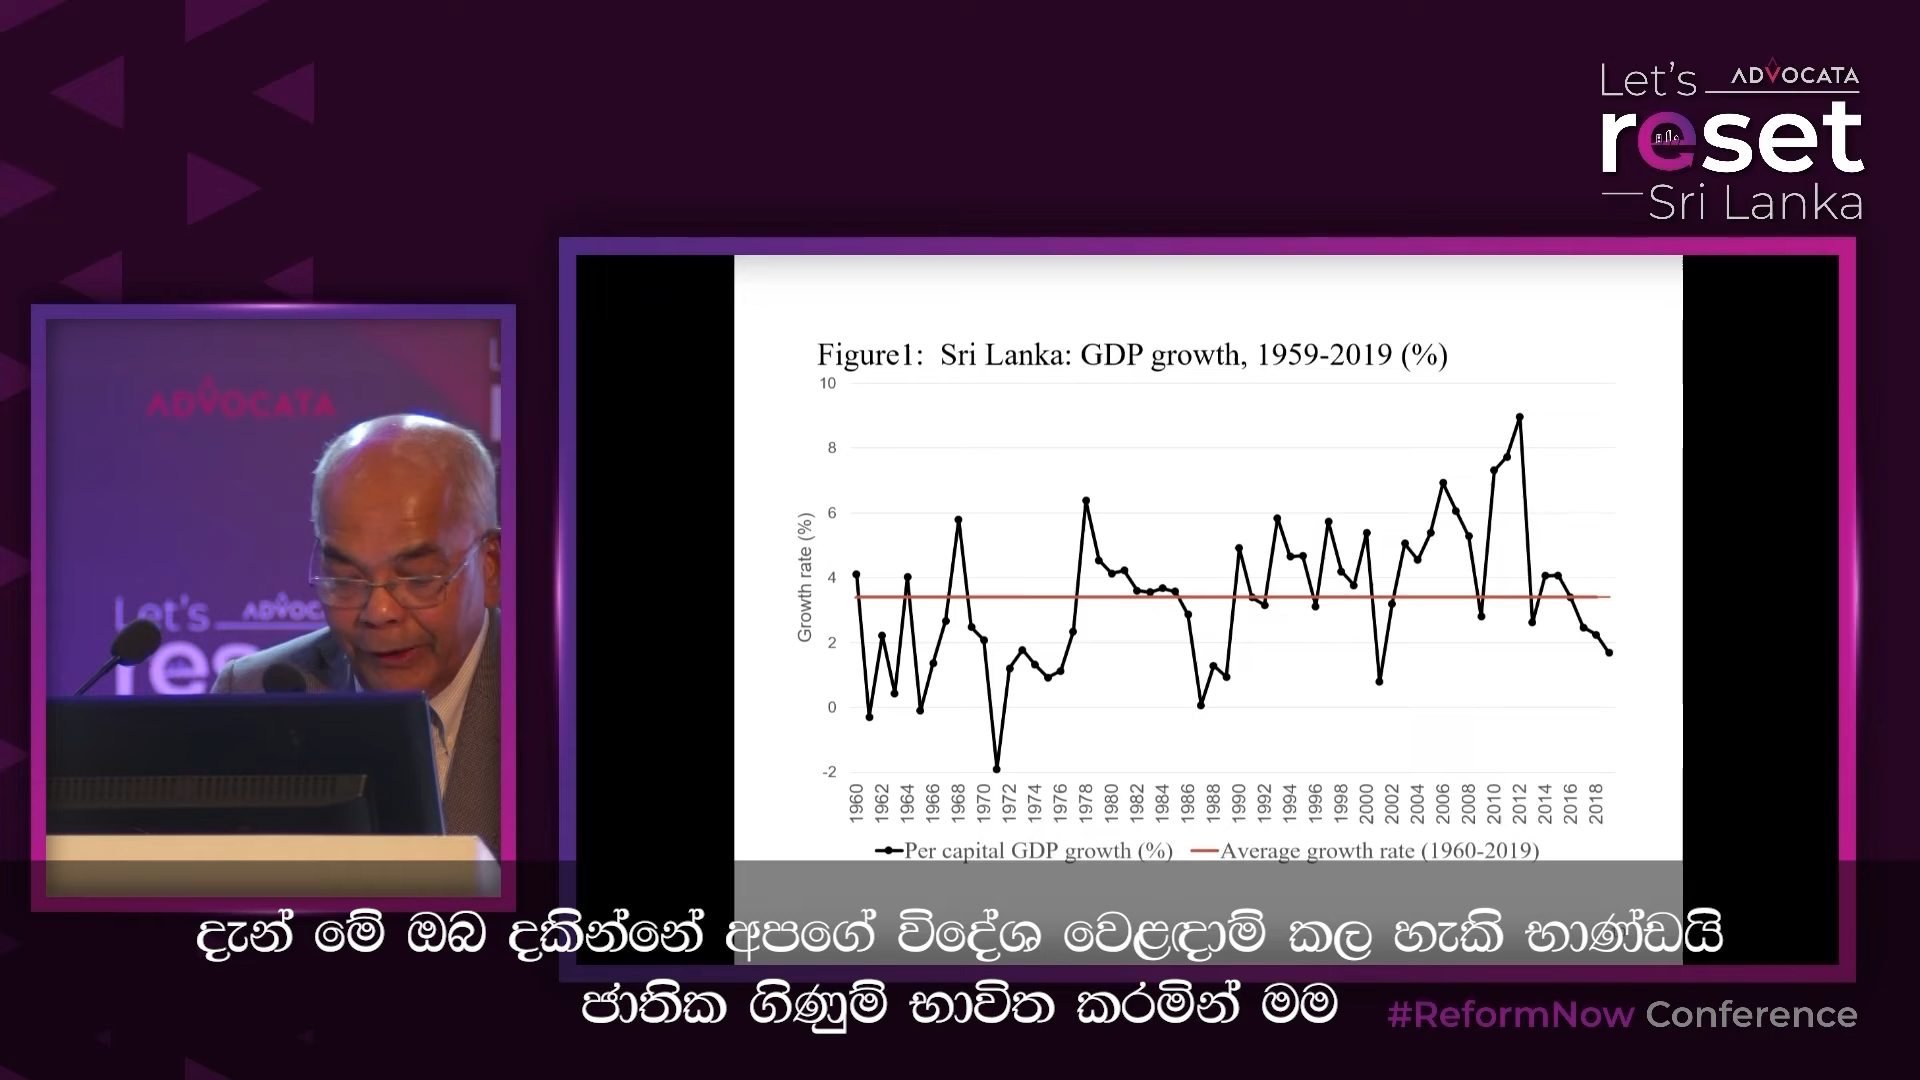 Let's ADVOCATA
reset
Sri Lanka
ADVOCATA
Let's ADVOC
res
Figure1: Sri Lanka: GDP growth, 1959-2019 (%)
10
8
6
4
2
0
-2
Growth rate (%)
1960 1962 1964 1966 1968 1970 1972 1974 1976 1978 1980 1982 1984 1986 1988 1990 1992 1994 1996 1998 2000 2002 2004 2006 2008 2010 2012 2014 2016 2018
Per capital GDP growth (%) Average growth rate (1960-2019)
දැන් මේ ඔබ දකින්නේ අපගේ විදේශ වෙළඳාම් කල හැකි භාණ්ඩයි
ජාතික ගිණුම් භාවිත කරමින් මම
#ReformNow Conference